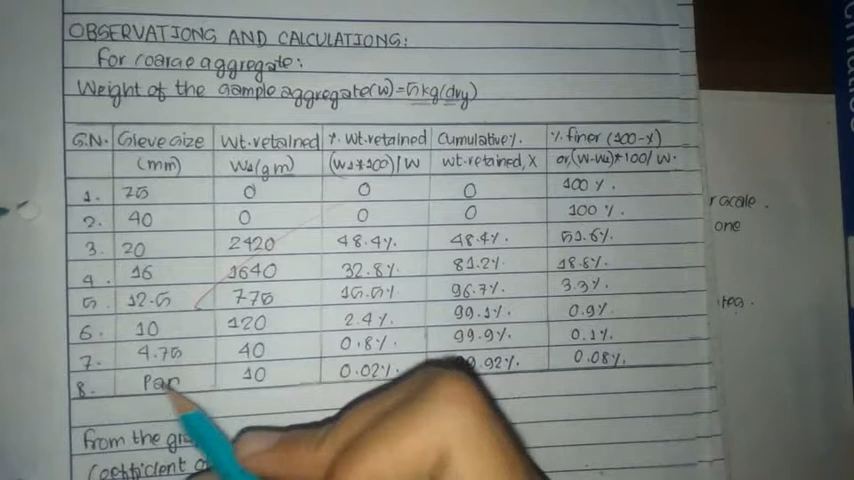 OBSERVATIONS AND CALCULATIONS:
For coarse aggregate:
Weight of the sample aggregate(w)=5kg(dry)
S.N. Sieve size Wt. retained % wt. retained Cumulative % % finer (100-x)
(mm) W1(gm) (W1*100)/W wt. retained, X or,(W-W1)*100/W.
1. 75 0 0 0 100%.
2. 40 0 0 0 100%.
3. 20 2420 48.4% 48.4%. 51.6%.
4. 16 1640 32.8% 81.2% 18.8%.
5. 12.5 775 15.5% 96.7% 3.3%.
6. 10 120 2.4% 99.1% 0.9%
7. 4.75 40 0.8% 99.9% 0.1%
8. Pan 10 0.02% .92% 0.08%
From the
Coefficient o
r scale.
one